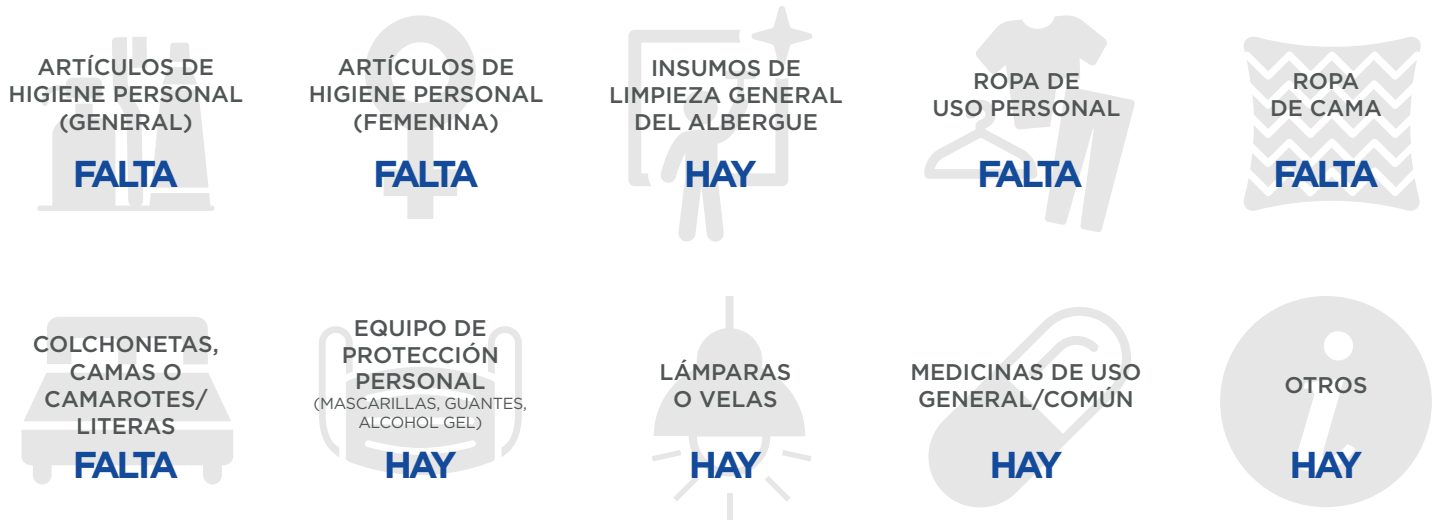 ARTÍCULOS DE
HIGIENE PERSONAL
(GENERAL)
FALTA
ARTÍCULOS DE
HIGIENE PERSONAL
(FEMENINA)
FALTA
INSUMOS DE
LIMPIEZA GENERAL
DEL ALBERGUE
HAY
ROPA DE
USO PERSONAL
FALTA
ROPA
DE CAMA
FALTA
COLCHONETAS,
CAMAS O
CAMAROTES/
LITERAS
FALTA
EQUIPO DE
PROTECCIÓN
PERSONAL
(MASCARILLAS, GUANTES,
ALCOHOL GEL)
HAY
LÁMPARAS
O VELAS
HAY
MEDICINAS DE USO
GENERAL/COMÚN
HAY
OTROS
HAY